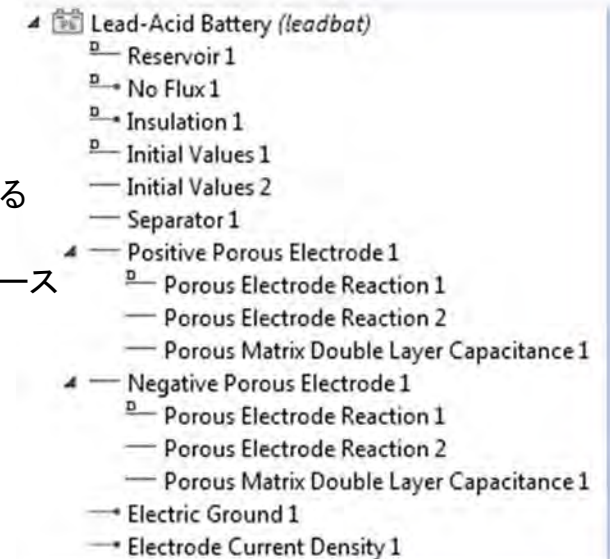 Lead-Acid Battery (leadbat)
D Reservoir 1
D No Flux 1
D Insulation 1
D Initial Values 1
る
Initial Values 2
Separator 1
Positive Porous Electrode 1
ース
D Porous Electrode Reaction 1
Porous Electrode Reaction 2
Porous Matrix Double Layer Capacitance 1
Negative Porous Electrode 1
D Porous Electrode Reaction 1
Porous Electrode Reaction 2
Porous Matrix Double Layer Capacitance 1
Electric Ground 1
Electrode Current Density 1